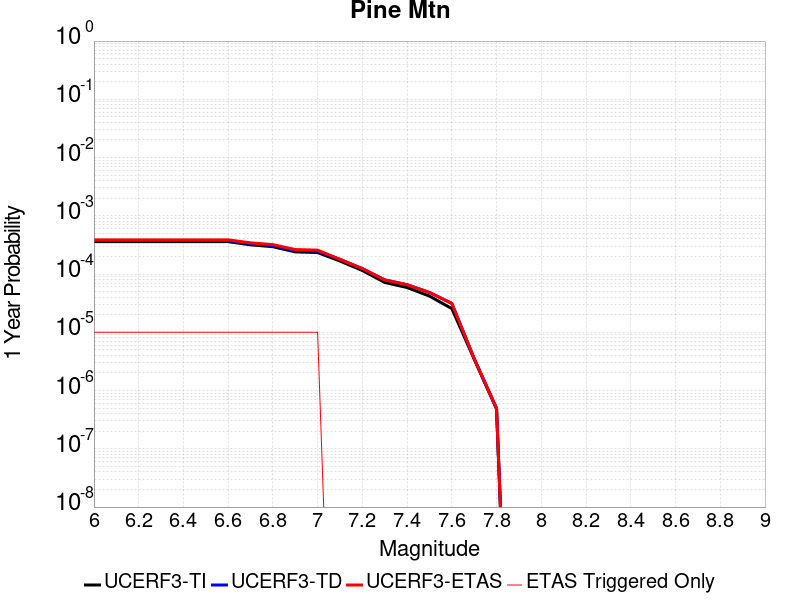 Pine Mtn
1 Year Probability
10^0
10^-1
10^-2
10^-3
10^-4
10^-5
10^-6
10^-7
10^-8
6 6.2 6.4 6.6 6.8 7 7.2 7.4 7.6 7.8 8 8.2 8.4 8.6 8.8 9
Magnitude
UCERF3-TI UCERF3-TD UCERF3-ETAS ETAS Triggered Only